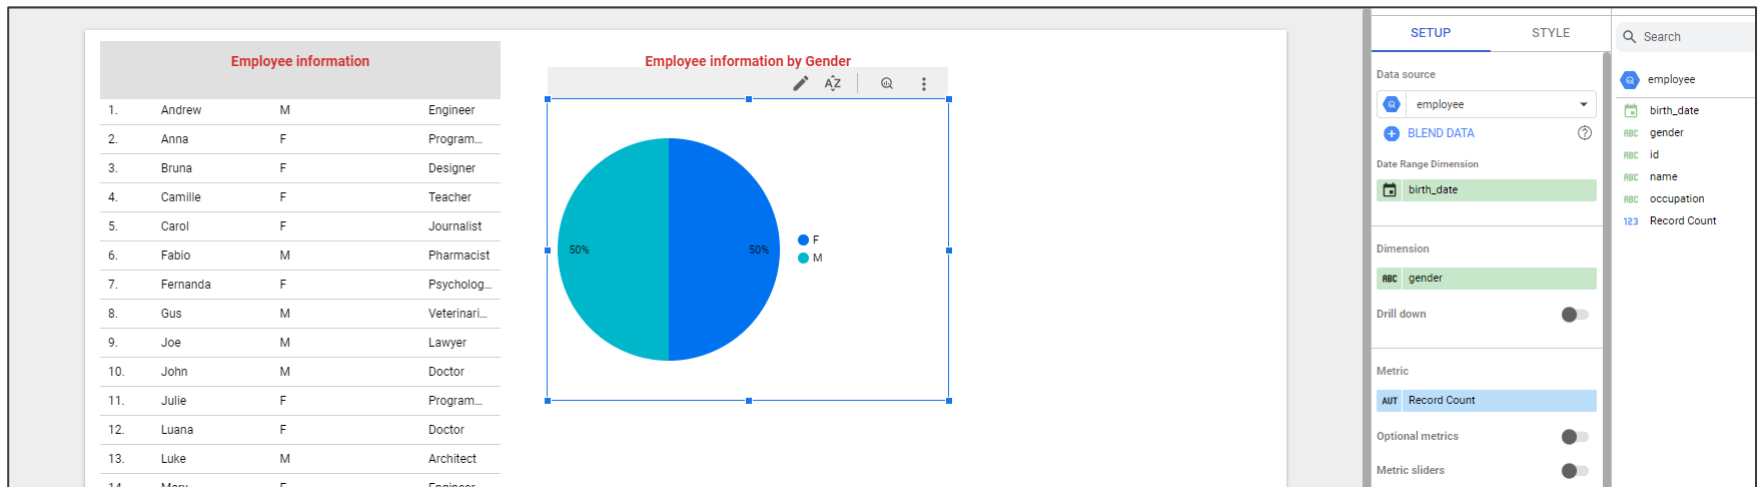 Employee information
1. Andrew M Engineer
2. Anna F Program...
3. Bruna F Designer
4. Camille F Teacher
5. Carol F Journalist
6. Fabio M Pharmacist
7. Fernanda F Psycholog...
8. Gus M Veterinari...
9. Joe M Lawyer
10. John M Doctor
11. Julie F Program...
12. Luana F Doctor
13. Luke M Architect
14. Mary F Engineer
Employee information by Gender
AZ
50%
50%
F
M
SETUP STYLE
Data source
employee
BLEND DATA
Date Range Dimension
birth_date
Dimension
ABC gender
Drill down
Metric
AUT Record Count
Optional metrics
Metric sliders
Search
employee
birth_date
ABC gender
ABC id
ABC name
ABC occupation
123 Record Count